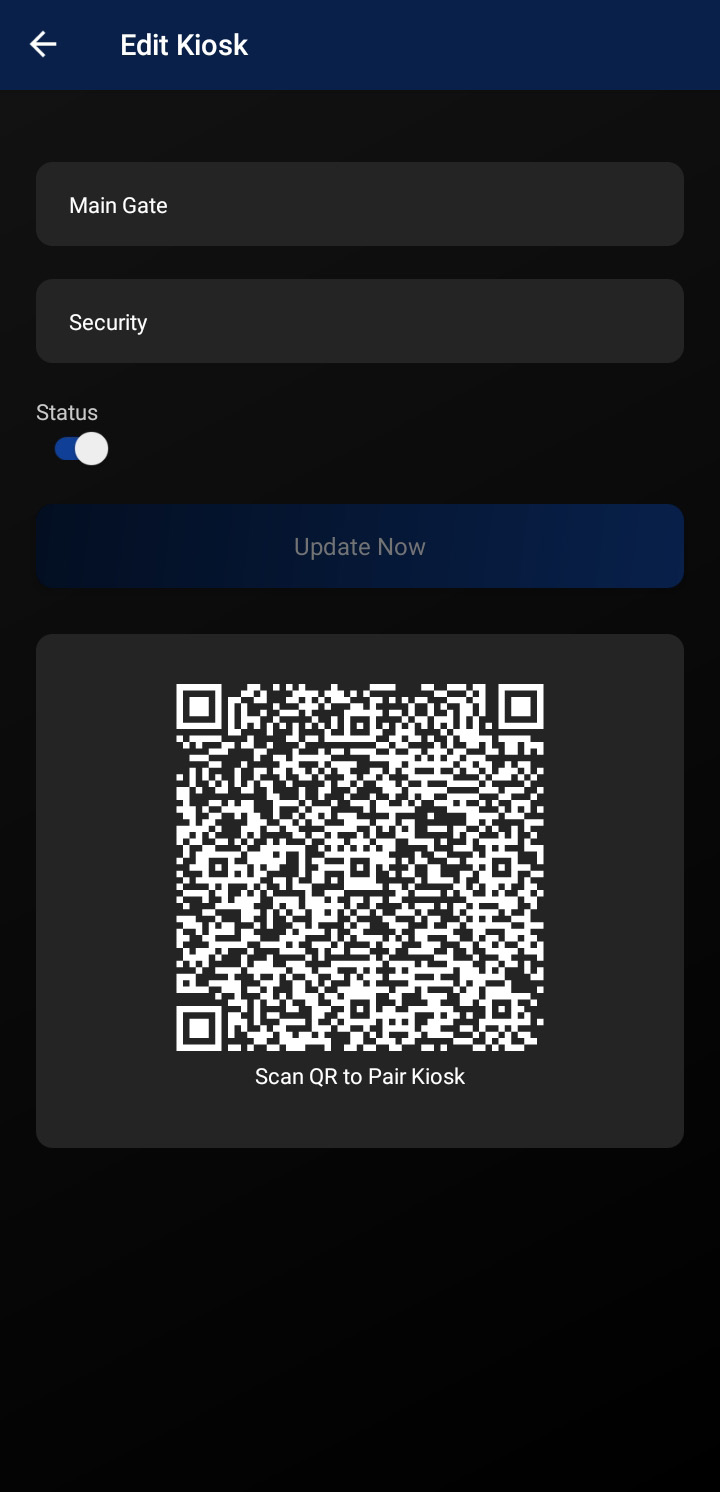 Edit Kiosk
Main Gate
Security
Status
Update Now
Scan QR to Pair Kiosk